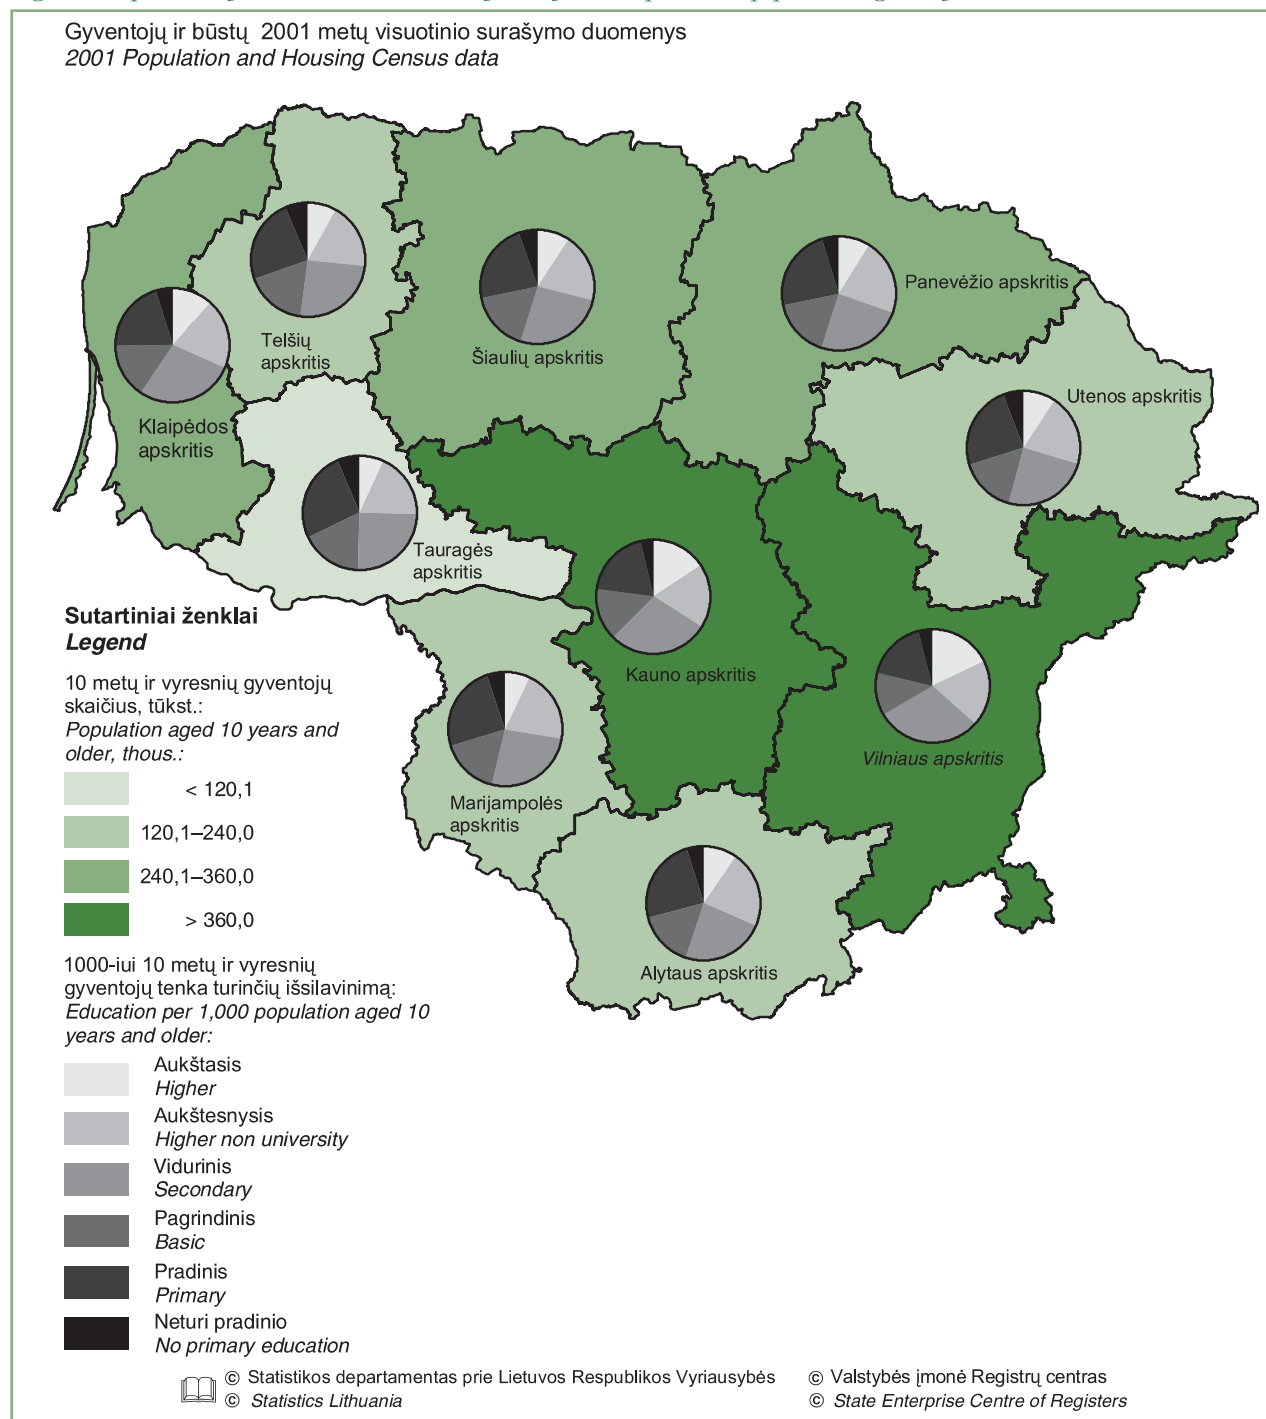 Gyventojų ir būstų 2001 metų visuotinio surašymo duomenys
2001 Population and Housing Census data
Panevėžio apskritis
Telšių
apskritis
Šiaulių apskritis
Utenos apskritis
Klaipėdos
apskritis
Tauragės
apskritis
Kauno apskritis
Vilniaus apskritis
Marijampolės
apskritis
Alytaus apskritis
Sutartiniai ženklai
Legend
10 metų ir vyresnių gyventojų
skaičius, tūkst.:
Population aged 10 years and
older, thous.:
< 120,1
120,1–240,0
240,1–360,0
> 360,0
1000-iui 10 metų ir vyresnių
gyventojų tenka turinčių išsilavinimą:
Education per 1,000 population aged 10
years and older:
Aukštasis
Higher
Aukštesnysis
Higher non university
Vidurinis
Secondary
Pagrindinis
Basic
Pradinis
Primary
Neturi pradinio
No primary education
© Statistikos departamentas prie Lietuvos Respublikos Vyriausybės
© Statistics Lithuania
© Valstybės įmonė Registrų centras
© State Enterprise Centre of Registers